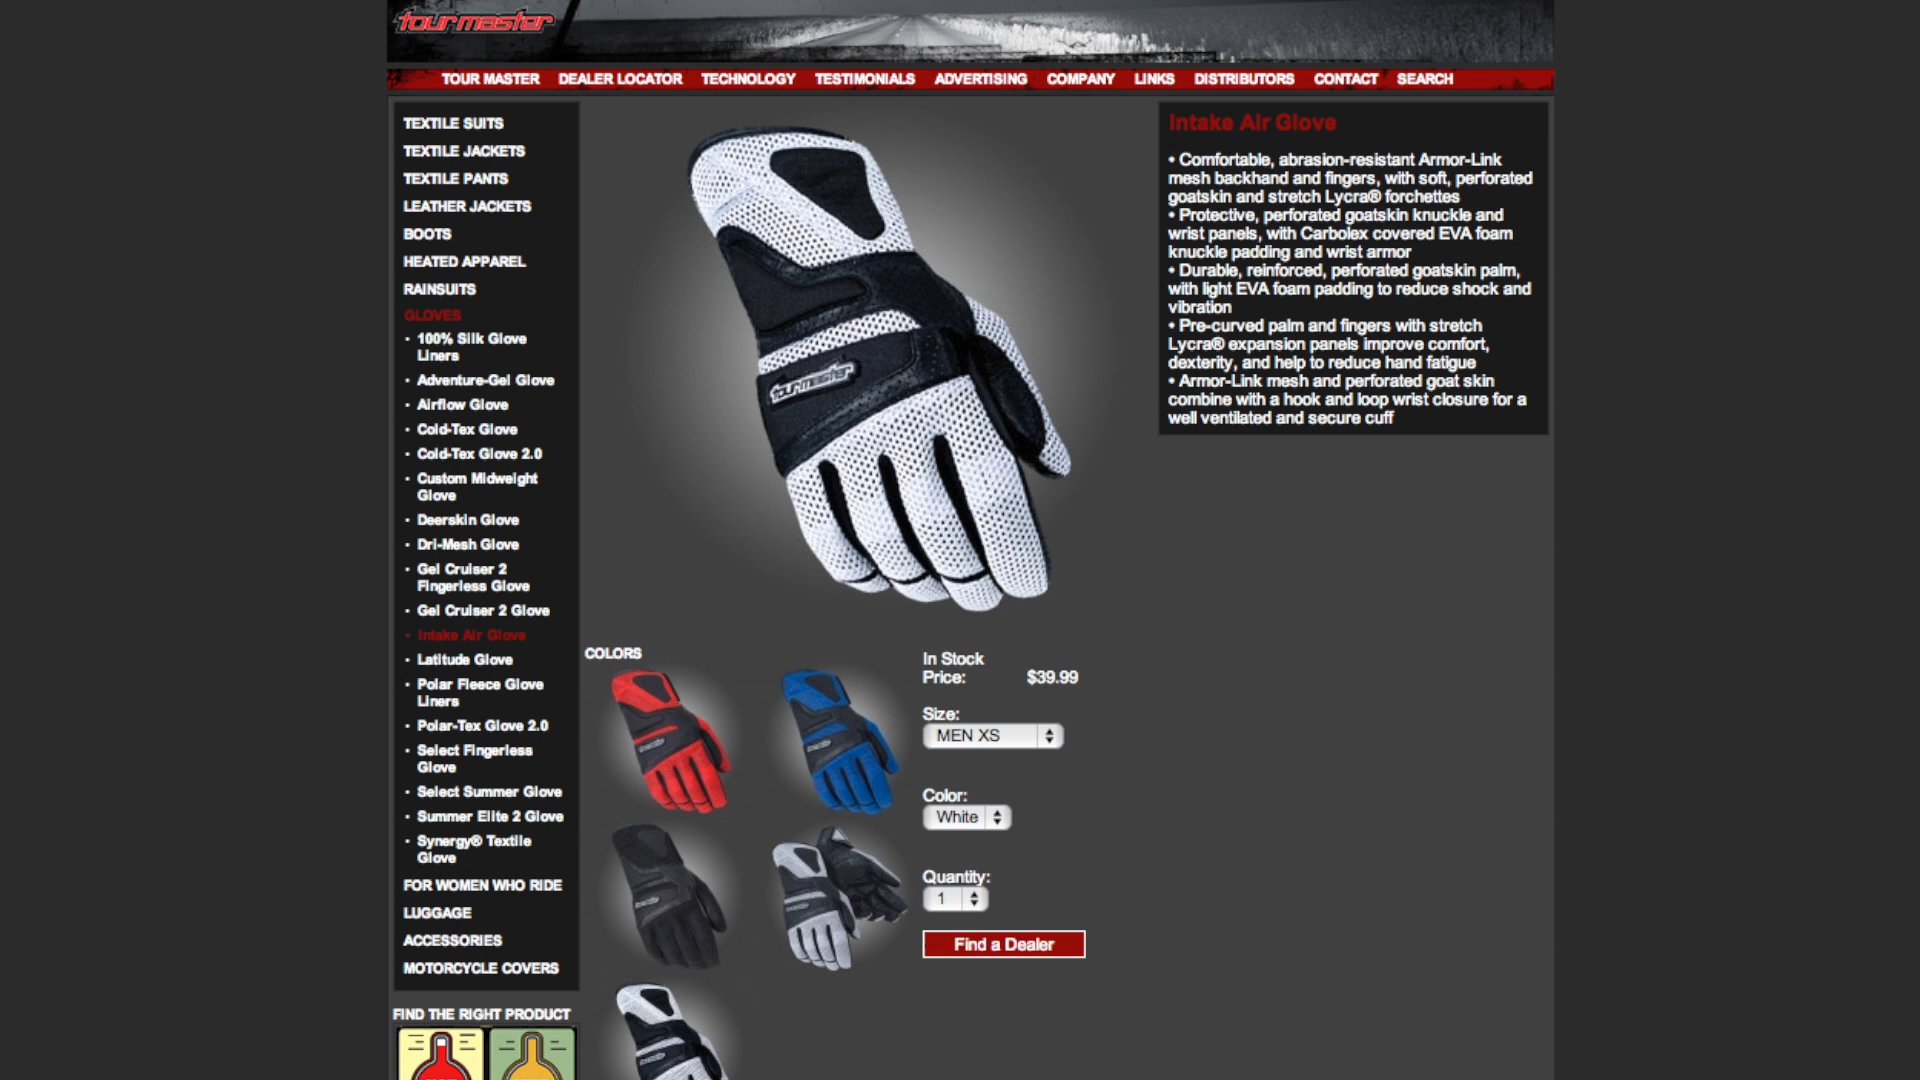 tourmaster
TOUR MASTER DEALER LOCATOR TECHNOLOGY TESTIMONIALS ADVERTISING COMPANY LINKS DISTRIBUTORS CONTACT SEARCH
TEXTILE SUITS
TEXTILE JACKETS
TEXTILE PANTS
LEATHER JACKETS
BOOTS
HEATED APPAREL
RAINSUITS
GLOVES
100% Silk Glove
Liners
Adventure-Gel Glove
Airflow Glove
Cold-Tex Glove
Cold-Tex Glove 2.0
Custom Midweight
Glove
Deerskin Glove
Dri-Mesh Glove
Gel Cruiser 2
Fingerless Glove
Gel Cruiser 2 Glove
Intake Air Glove
Latitude Glove
Polar Fleece Glove
Liners
Polar-Tex Glove 2.0
Select Fingerless
Glove
Select Summer Glove
Summer Elite 2 Glove
Synergy® Textile
Glove
FOR WOMEN WHO RIDE
LUGGAGE
ACCESSORIES
MOTORCYCLE COVERS
FIND THE RIGHT PRODUCT
tourmaster
COLORS
In Stock
Price: $39.99
Size:
MEN XS
Color:
White
Quantity:
1
Find a Dealer
Intake Air Glove
• Comfortable, abrasion-resistant Armor-Link
mesh backhand and fingers, with soft, perforated
goatskin and stretch Lycra® forchettes
• Protective, perforated goatskin knuckle and
wrist panels, with Carbolex covered EVA foam
knuckle padding and wrist armor
• Durable, reinforced, perforated goatskin palm,
with light EVA foam padding to reduce shock and
vibration
• Pre-curved palm and fingers with stretch
Lycra® expansion panels improve comfort,
dexterity, and help to reduce hand fatigue
• Armor-Link mesh and perforated goat skin
combine with a hook and loop wrist closure for a
well ventilated and secure cuff